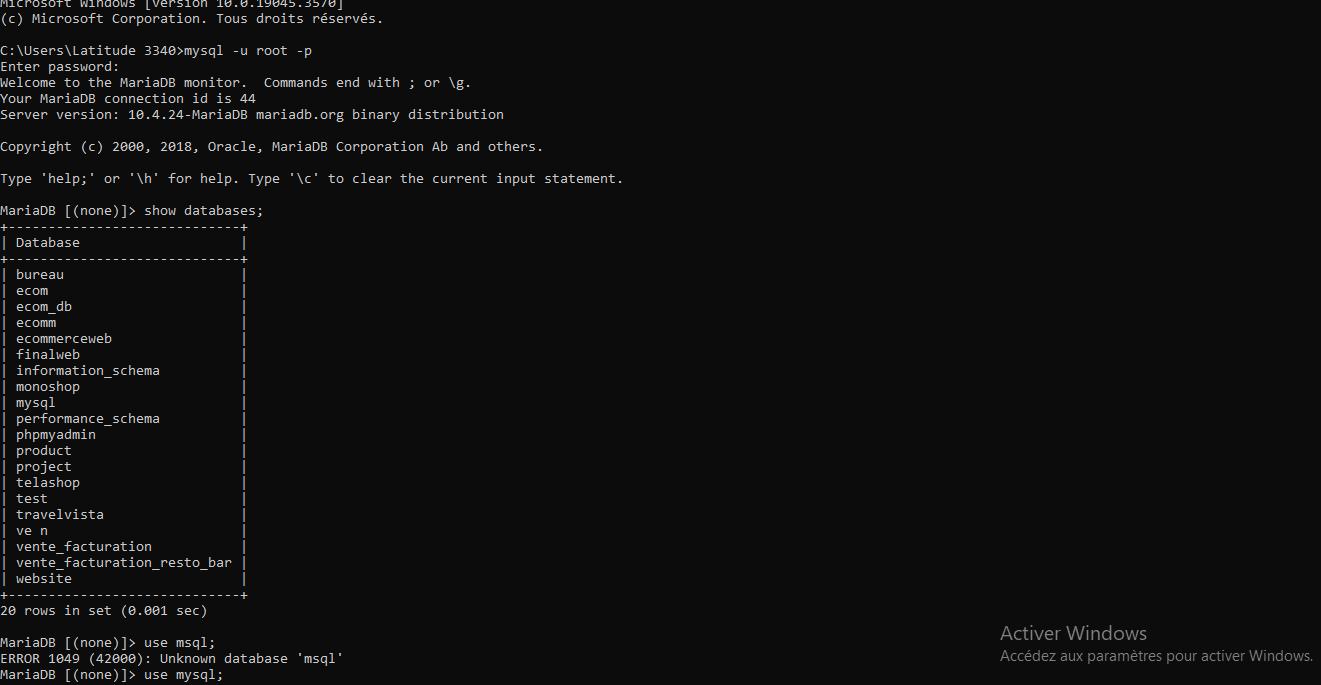 Microsoft Windows [version 10.0.19045.3570]
(c) Microsoft Corporation. Tous droits réservés.
C:\Users\Latitude 3340>mysql -u root -p
Enter password:
Welcome to the MariaDB monitor.  Commands end with ; or \g.
Your MariaDB connection id is 44
Server version: 10.4.24-MariaDB mariadb.org binary distribution
Copyright (c) 2000, 2018, Oracle, MariaDB Corporation Ab and others.
Type 'help;' or '\h' for help. Type '\c' to clear the current input statement.
MariaDB [(none)]> show databases;
+-----------------------------+
| Database                    |
+-----------------------------+
| bureau                      |
| ecom                        |
| ecom_db                     |
| ecomm                       |
| ecommerceweb                |
| finalweb                    |
| information_schema          |
| monoshop                    |
| mysql                       |
| performance_schema          |
| phpmyadmin                  |
| product                     |
| project                     |
| telashop                    |
| test                        |
| travelvista                 |
| ve n                        |
| vente_facturation           |
| vente_facturation_resto_bar |
| website                     |
+-----------------------------+
20 rows in set (0.001 sec)
MariaDB [(none)]> use msql;
ERROR 1049 (42000): Unknown database 'msql'
MariaDB [(none)]> use mysql;
Activer Windows
Accédez aux paramètres pour activer Windows.